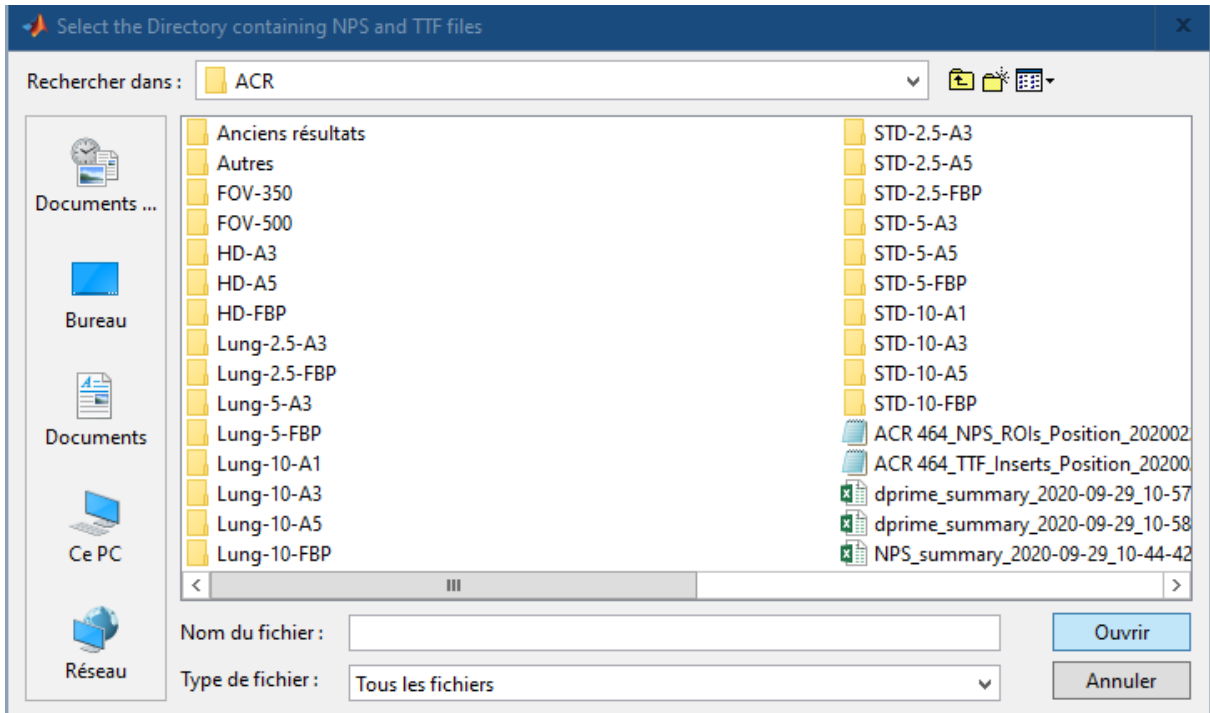 Select the Directory containing NPS and TTF files
Rechercher dans :
ACR
Documents ...
Bureau
Documents
Ce PC
Réseau
Anciens résultats
Autres
FOV-350
FOV-500
HD-A3
HD-A5
HD-FBP
Lung-2.5-A3
Lung-2.5-FBP
Lung-5-A3
Lung-5-FBP
Lung-10-A1
Lung-10-A3
Lung-10-A5
Lung-10-FBP
STD-2.5-A3
STD-2.5-A5
STD-2.5-FBP
STD-5-A3
STD-5-A5
STD-5-FBP
STD-10-A1
STD-10-A3
STD-10-A5
STD-10-FBP
ACR 464_NPS_ROIs_Position_202002
ACR 464_TTF_Inserts_Position_20200
dprime_summary_2020-09-29_10-57
dprime_summary_2020-09-29_10-58
NPS_summary_2020-09-29_10-44-42
Nom du fichier :
Ouvrir
Type de fichier :
Tous les fichiers
Annuler